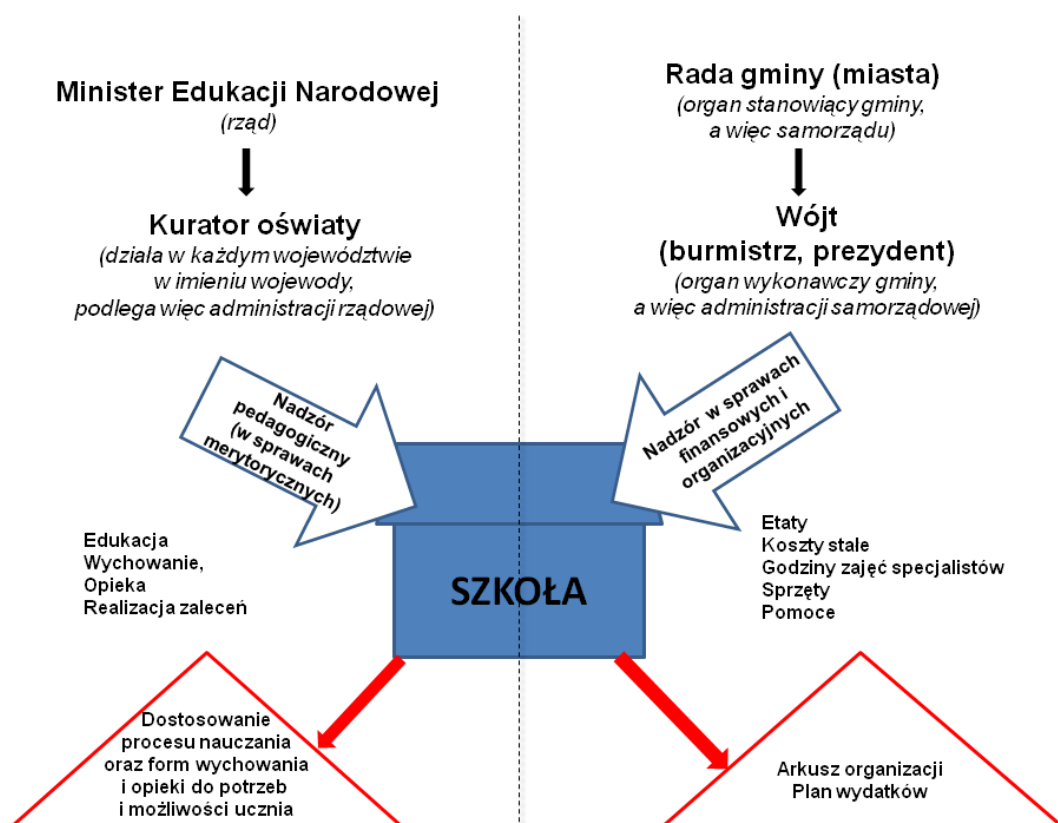 Minister Edukacji Narodowej
(rząd)
Kurator oświaty
(działa w każdym województwie
w imieniu wojewody,
podlega więc administracji rządowej)
Nadzór
pedagogiczny
(w sprawach
merytorycznych)
Edukacja
Wychowanie,
Opieka
Realizacja zaleceń
Dostosowanie
procesu nauczania
oraz form wychowania
i opieki do potrzeb
i możliwości ucznia
SZKOŁA
Rada gminy (miasta)
(organ stanowiący gminy,
a więc samorządu)
Wójt
(burmistrz, prezydent)
(organ wykonawczy gminy,
a więc administracji samorządowej)
Nadzór w sprawach
finansowych i
organizacyjnych
Etaty
Koszty stałe
Godziny zajęć specjalistów
Sprzęty
Pomoce
Arkusz organizacji
Plan wydatków